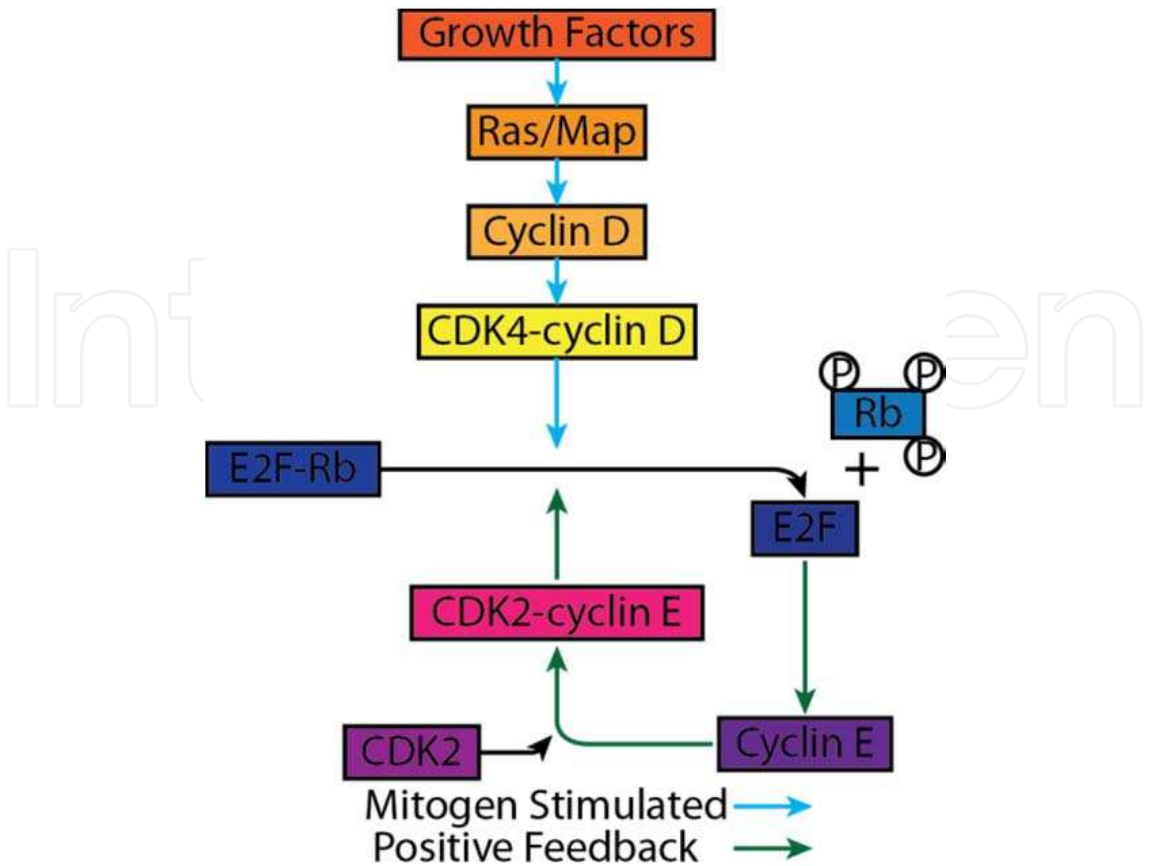 Growth Factors
Ras/Map
Cyclin D
CDK4-cyclin D
P P
Rb
P
E2F-Rb
+
E2F
CDK2-cyclin E
CDK2
Cyclin E
Mitogen Stimulated
Positive Feedback